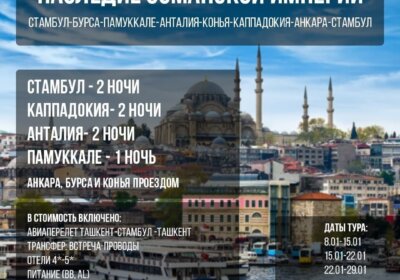 НАСЛЕДИЕ ОСМАНСКОЙ ИМПЕРИИ
СТАМБУЛ-БУРСА-ПАМУККАЛЕ-АНТАЛИЯ-КОНЬЯ-КАППАДОКИЯ-АНКАРА-СТАМБУЛ
СТАМБУЛ - 2 НОЧИ
КАППАДОКИЯ- 2 НОЧИ
АНТАЛИЯ- 2 НОЧИ
ПАМУККАЛЕ - 1 НОЧЬ
АНКАРА, БУРСА И КОНЬЯ ПРОЕЗДОМ
В СТОИМОСТЬ ВКЛЮЧЕНО:
АВИАПЕРЕЛЕТ ТАШКЕНТ-СТАМБУЛ -ТАШКЕНТ
ТРАНСФЕР, ВСТРЕЧА-ПРОВОДЫ
ОТЕЛИ 4*-5*
ПИТАНИЕ (BB, AL)
ДАТЫ ТУРА:
8.01-15.01
15.01-22.01
22.01-29.01